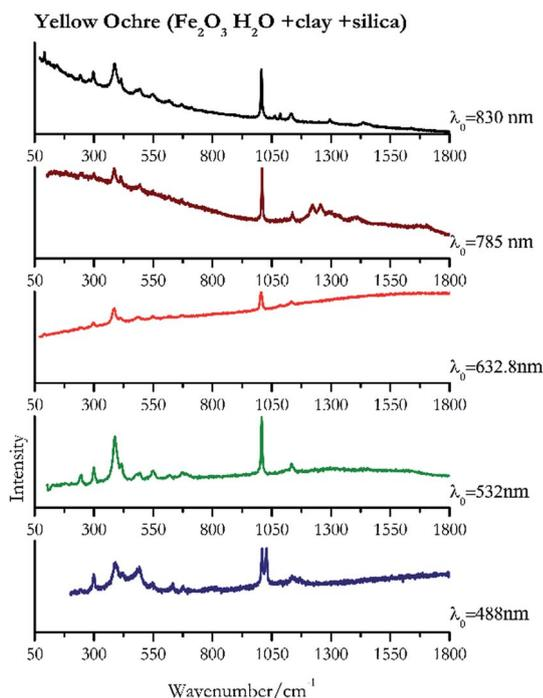 Yellow Ochre (Fe₂O₃ H₂O +clay +silica)
λ₀=830 nm
50 300 550 800 1050 1300 1550 1800
λ₀=785 nm
50 300 550 800 1050 1300 1550 1800
λ₀=632.8nm
50 300 550 800 1050 1300 1550 1800
Intensity
λ₀=532nm
50 300 550 800 1050 1300 1550 1800
λ₀=488nm
50 300 550 800 1050 1300 1550 1800
Wavenumber/cm⁻¹